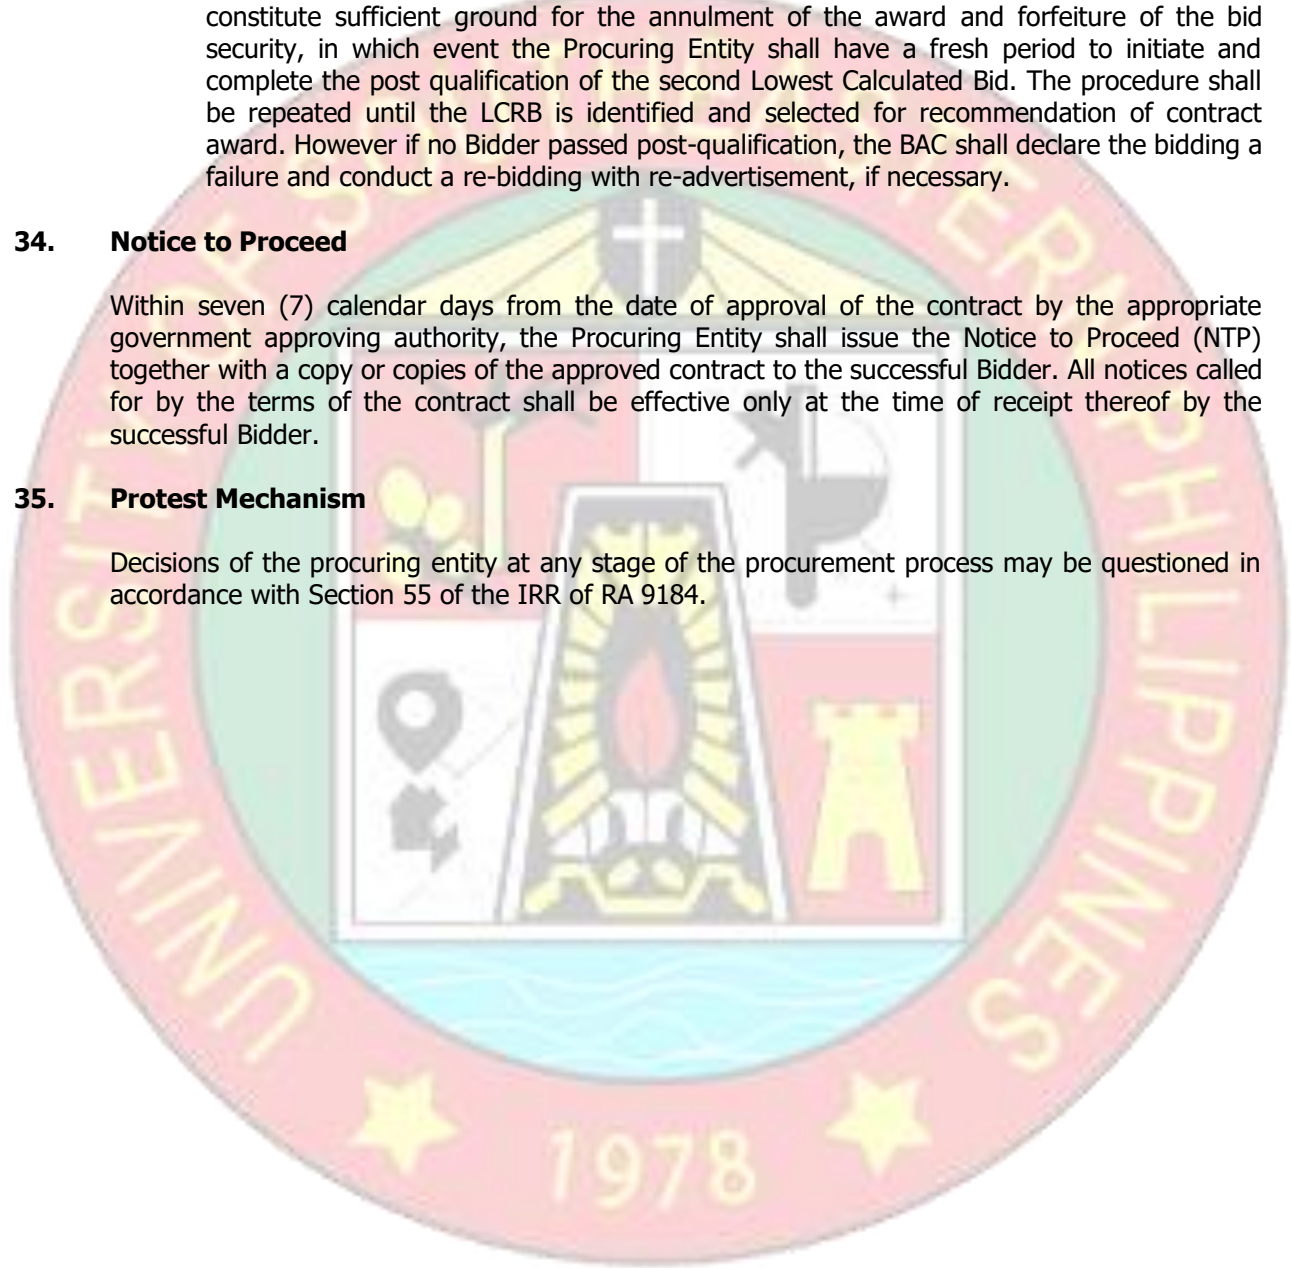 constitute sufficient ground for the annulment of the award and forfeiture of the bid
security, in which event the Procuring Entity shall have a fresh period to initiate and
complete the post qualification of the second Lowest Calculated Bid. The procedure shall
be repeated until the LCRB is identified and selected for recommendation of contract
award. However if no Bidder passed post-qualification, the BAC shall declare the bidding a
failure and conduct a re-bidding with re-advertisement, if necessary.
34. Notice to Proceed
Within seven (7) calendar days from the date of approval of the contract by the appropriate
government approving authority, the Procuring Entity shall issue the Notice to Proceed (NTP)
together with a copy or copies of the approved contract to the successful Bidder. All notices called
for by the terms of the contract shall be effective only at the time of receipt thereof by the
successful Bidder.
35. Protest Mechanism
Decisions of the procuring entity at any stage of the procurement process may be questioned in
accordance with Section 55 of the IRR of RA 9184.
UNIVERSITY OF SOUTHEASTERN PHILIPPINES
1978